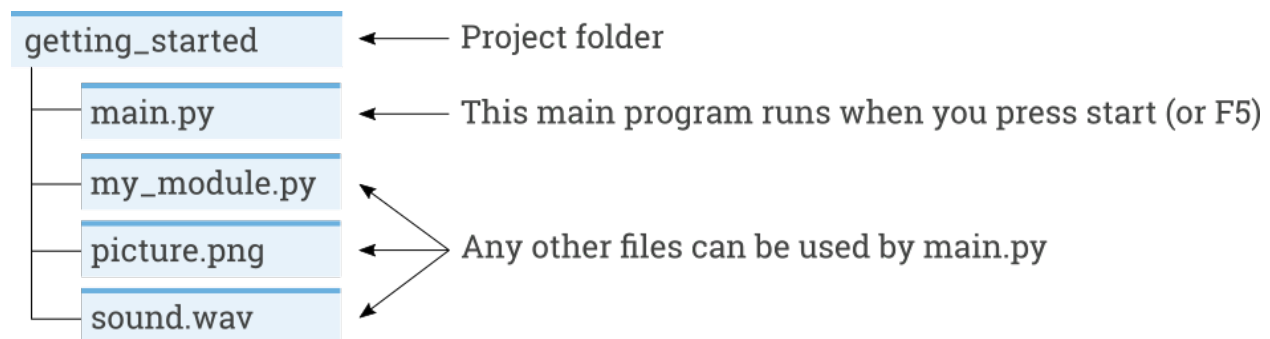 getting_started
Project folder
main.py
This main program runs when you press start (or F5)
my_module.py
picture.png
Any other files can be used by main.py
sound.wav